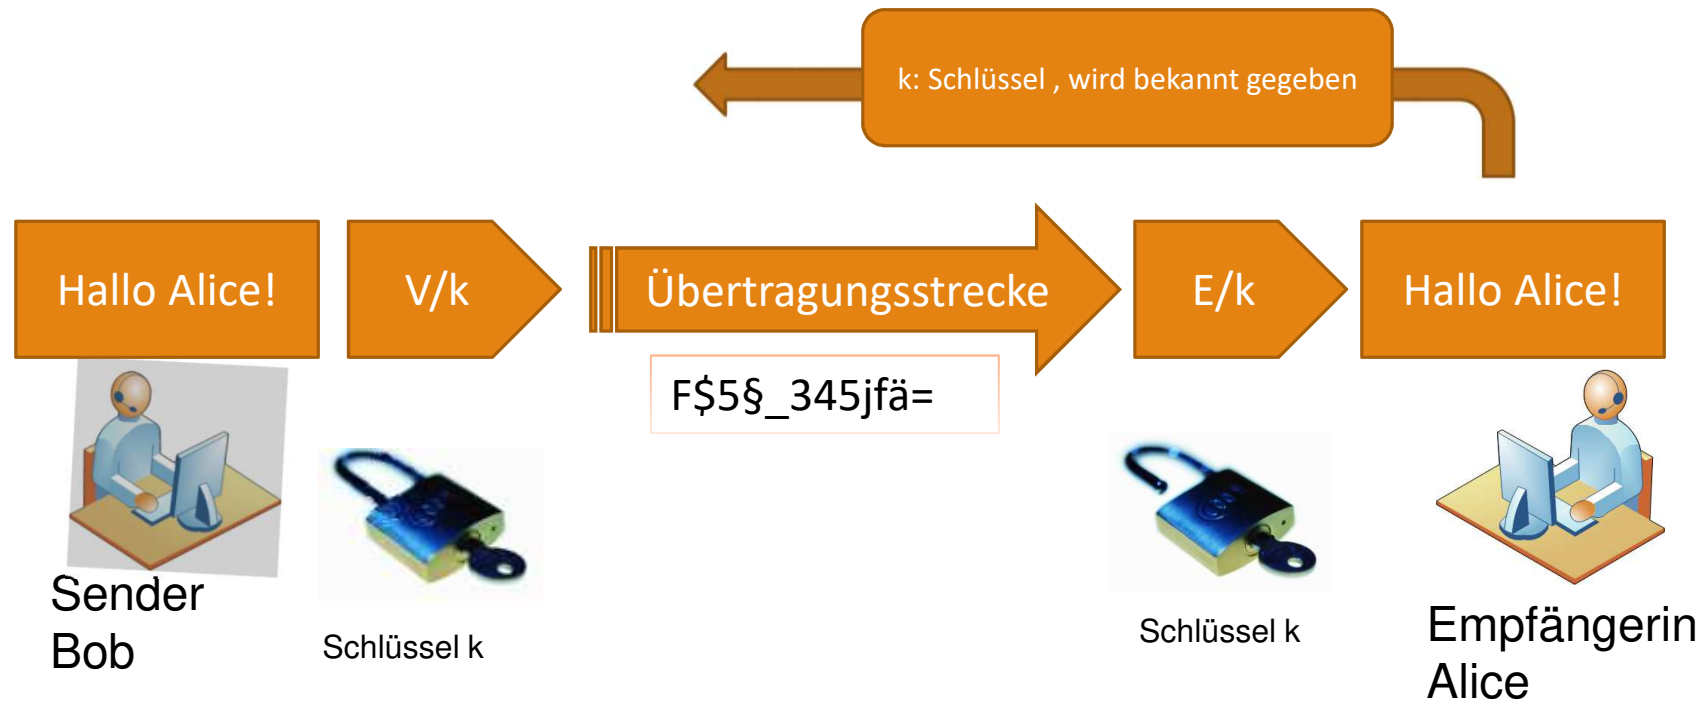 k: Schlüssel , wird bekannt gegeben
Hallo Alice!
V/k
Übertragungsstrecke
E/k
Hallo Alice!
F$5§_345jfä=
Sender
Bob
Schlüssel k
Schlüssel k
Empfängerin
Alice